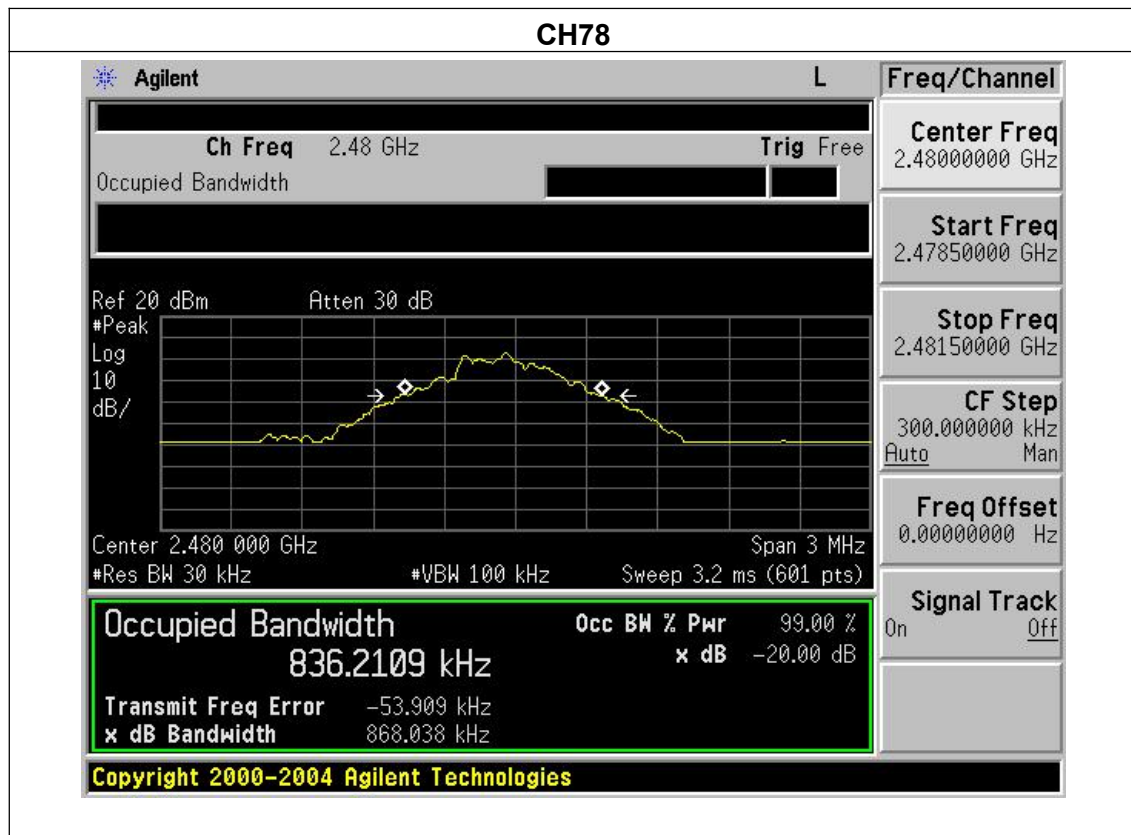 CH78
Agilent L
Ch Freq 2.48 GHz Trig Free
Occupied Bandwidth
Ref 20 dBm Atten 30 dB
#Peak
Log
10
dB/
Center 2.480 000 GHz Span 3 MHz
#Res BW 30 kHz #VBW 100 kHz Sweep 3.2 ms (601 pts)
Occupied Bandwidth Occ BW % Pwr 99.00 %
836.2109 kHz x dB -20.00 dB
Transmit Freq Error -53.909 kHz
x dB Bandwidth 868.038 kHz
Copyright 2000-2004 Agilent Technologies
Freq/Channel
Center Freq
2.48000000 GHz
Start Freq
2.47850000 GHz
Stop Freq
2.48150000 GHz
CF Step
300.000000 kHz
Auto Man
Freq Offset
0.00000000 Hz
Signal Track
On Off